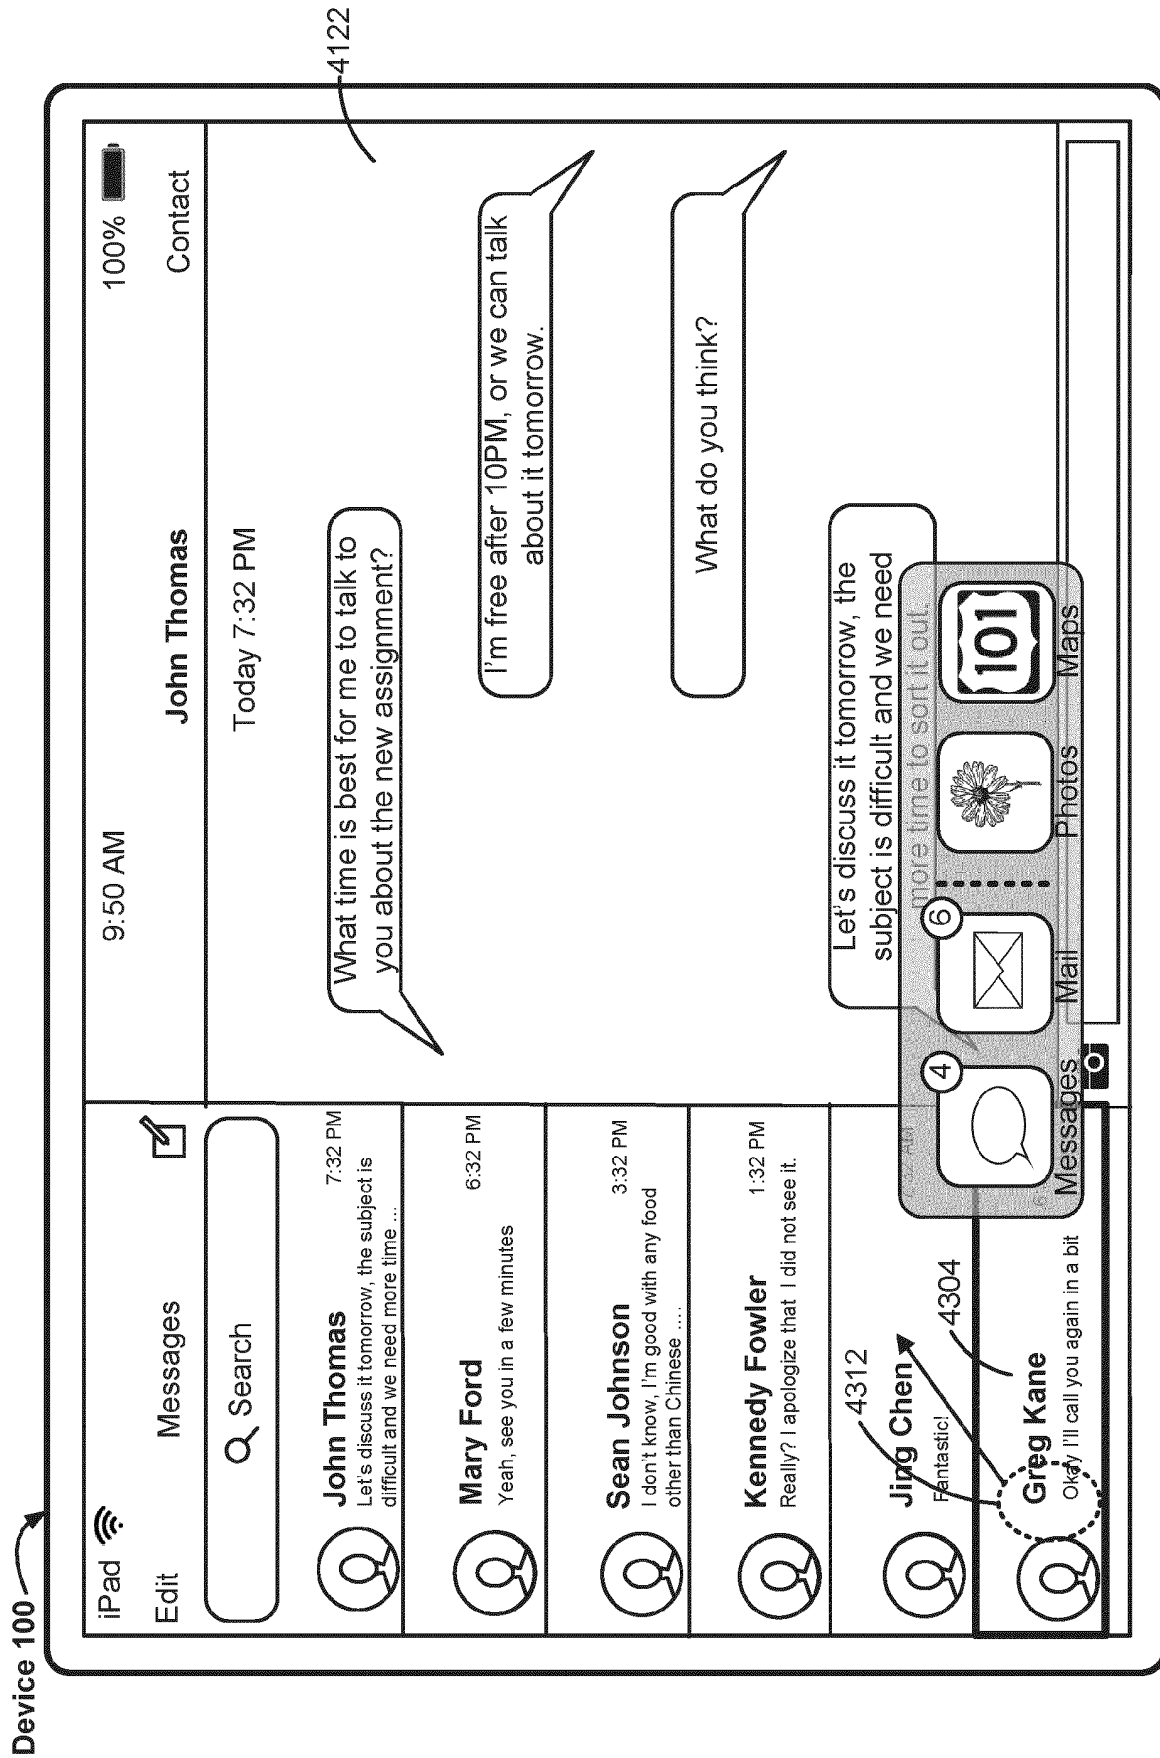 Device 100
iPad
9:50 AM
100%
Edit
Messages
John Thomas
Contact
Search
Today 7:32 PM
4122
John Thomas
7:32 PM
Let's discuss it tomorrow, the subject is
difficult and we need more time ...
Mary Ford
6:32 PM
Yeah, see you in a few minutes
Sean Johnson
3:32 PM
I don't know, I'm good with any food
other than Chinese ....
Kennedy Fowler
1:32 PM
Really? I apologize that I did not see it.
4312
Jing Chen
Fantastic!
4304
Greg Kane
Okay I'll call you again in a bit
What time is best for me to talk to
you about the new assignment?
I'm free after 10PM, or we can talk
about it tomorrow.
What do you think?
Let's discuss it tomorrow, the
subject is difficult and we need
more time to sort it out.
4
6
101
Messages
Mail
Photos
Maps